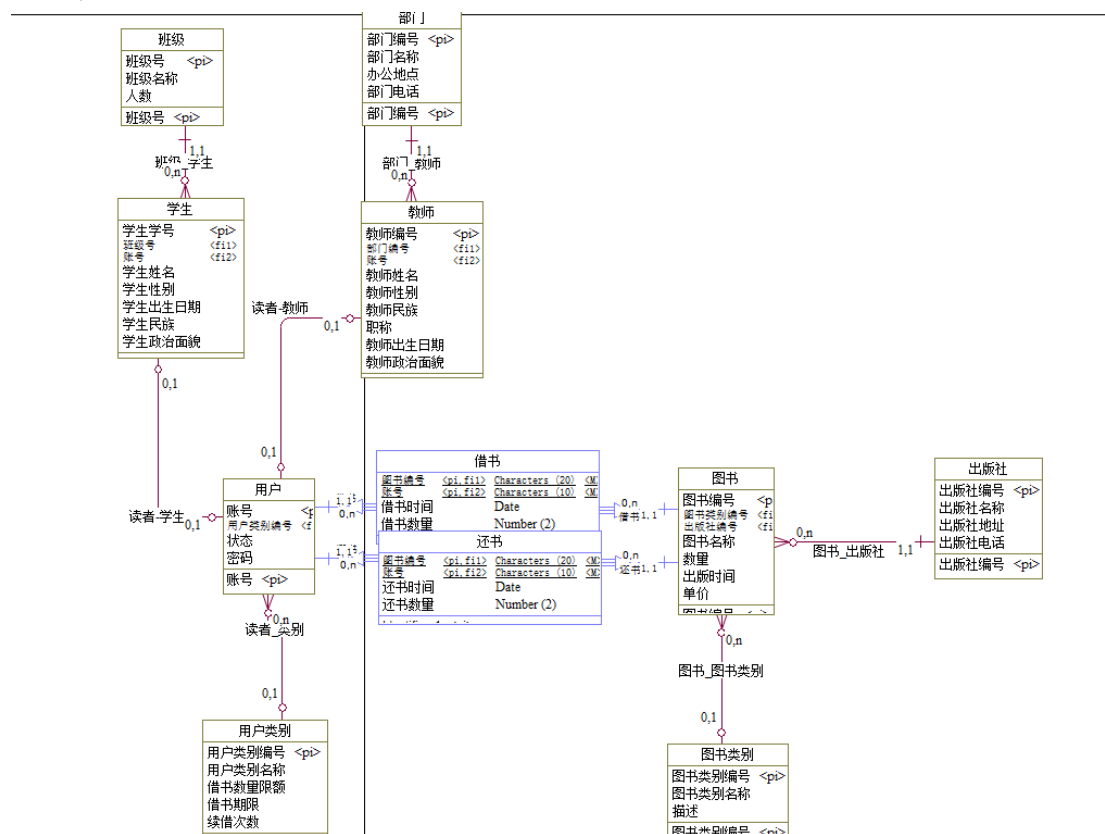 班级
班级号 <pi>
班级名称
人数
班级号 <pi>
1,1
0,n
部门
部门编号 <pi>
部门名称
办公地点
部门电话
部门编号 <pi>
1,1
部门_教师
0,n
学生
学生学号 <pi>
班级号 <fi1>
账号 <fi2>
学生姓名
学生性别
学生出生日期
学生民族
学生政治面貌
0,1
教师
教师编号 <pi>
部门编号 <fi1>
账号 <fi2>
教师姓名
教师性别
教师民族
职称
教师出生日期
教师政治面貌
读者-教师
0,1
0,1
读者-学生
0,1
用户
账号
用户类别编号
状态
密码
账号 <pi>
0,n
读者_类别
0,1
用户类别
用户类别编号 <pi>
用户类别名称
借书数量限额
借书期限
续借次数
1,1
0,n
借书
图书编号 <pi,fi1> Characters (20) <M
账号 <pi,fi2> Characters (10) <M
借书时间 Date
借书数量 Number (2)
0,n
借书1,1
1,1
0,n
还书
图书编号 <pi,fi1> Characters (20) <M
账号 <pi,fi2> Characters (10) <M
还书时间 Date
还书数量 Number (2)
0,n
还书1,1
图书
图书编号 <p
图书类别编号 <fi
出版社编号 <fi
图书名称
数量
出版时间
单价
图书编号
0,n
图书_出版社
1,1
出版社
出版社编号 <pi>
出版社名称
出版社地址
出版社电话
出版社编号 <pi>
0,n
图书_图书类别
0,1
图书类别
图书类别编号 <pi>
图书类别名称
描述
图书类别编号 <pi>